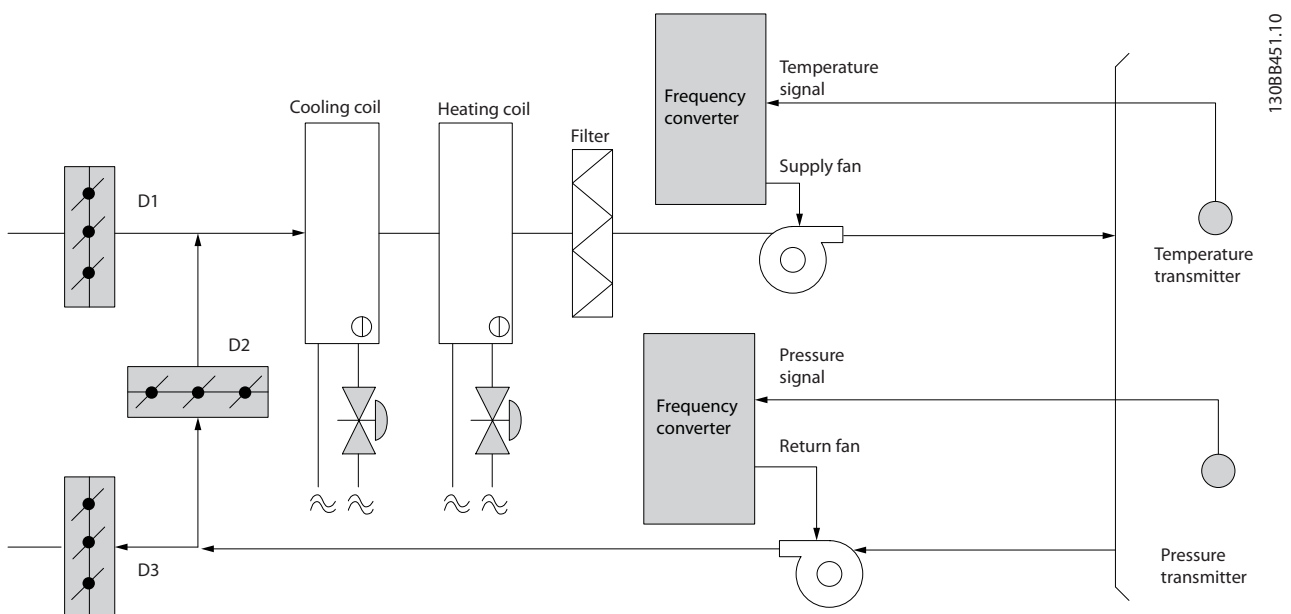 130BB451.10
Temperature
signal
Frequency
converter
Cooling coil
Heating coil
Filter
Supply fan
D1
Temperature
transmitter
D2
Pressure
signal
Frequency
converter
Return fan
D3
Pressure
transmitter